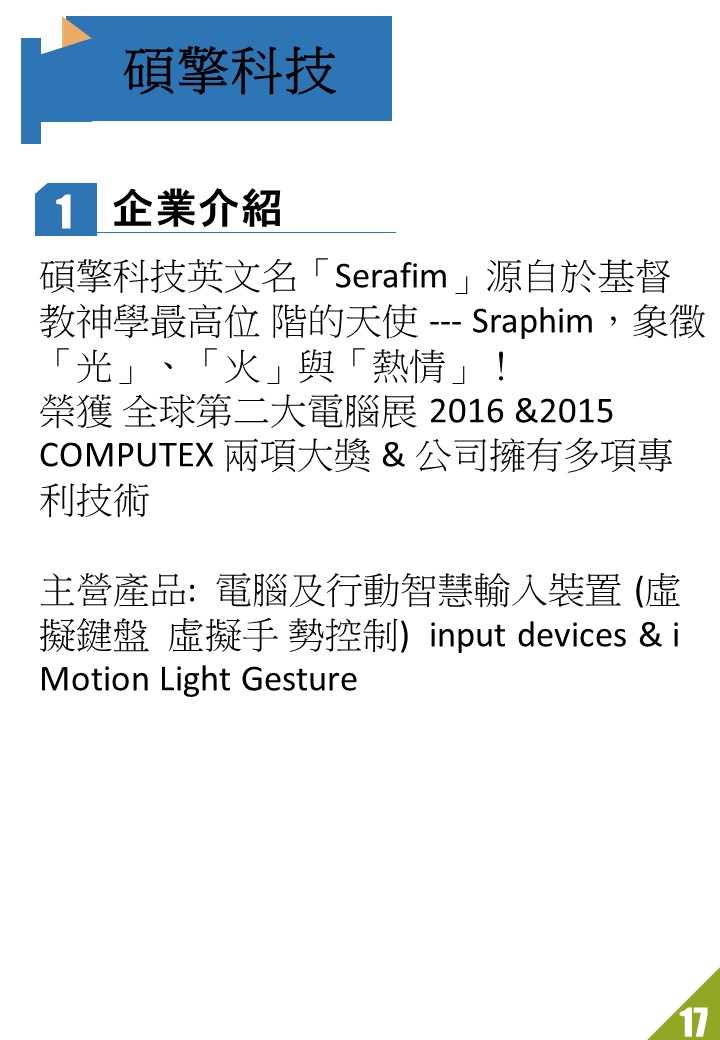 碩擎科技
1 企業介紹
碩擎科技英文名「Serafim」源自於基督
教神學最高位 階的天使 --- Sraphim，象徵
「光」、「火」與「熱情」！
榮獲 全球第二大電腦展 2016 &2015
COMPUTEX 兩項大獎 & 公司擁有多項專
利技術
主營產品: 電腦及行動智慧輸入裝置 (虛
擬鍵盤 虛擬手 勢控制) input devices & i
Motion Light Gesture
17